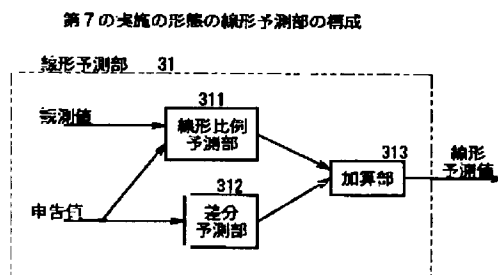 第７の実施の形態の線形予測部の構成
線形予測部 31
311
観測値
線形比例
予測部
313
線形
予測値
加算部
312
申告値
差分
予測部